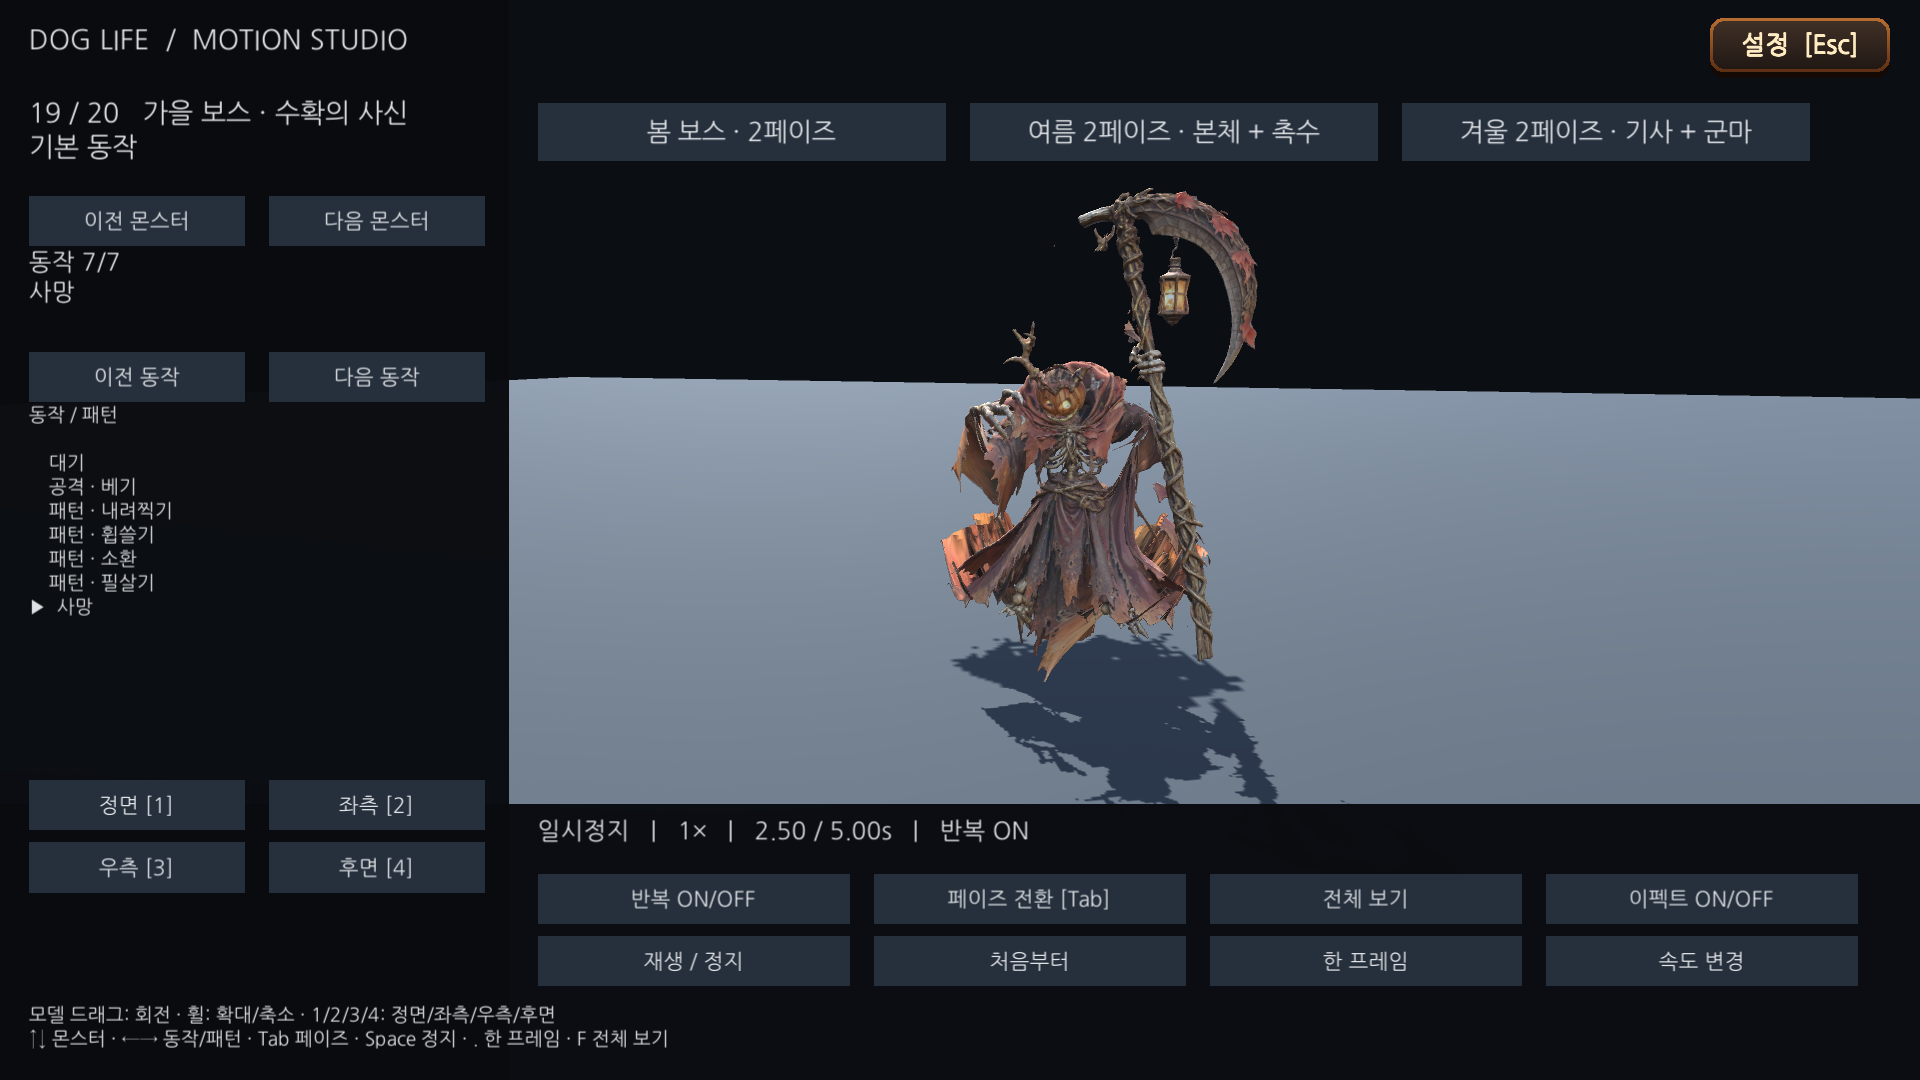 DOG LIFE / MOTION STUDIO
설정 [Esc]
19 / 20 가을 보스 · 수확의 사신
기본 동작
봄 보스 · 2페이즈
여름 2페이즈 · 본체 + 촉수
겨울 2페이즈 · 기사 + 군마
이전 몬스터
다음 몬스터
동작 7/7
사망
이전 동작
다음 동작
동작 / 패턴
대기
공격 · 베기
패턴 · 내려찍기
패턴 · 휩쓸기
패턴 · 소환
패턴 · 필살기
▶ 사망
정면 [1]
좌측 [2]
우측 [3]
후면 [4]
일시정지 | 1× | 2.50 / 5.00s | 반복 ON
반복 ON/OFF
페이즈 전환 [Tab]
전체 보기
이펙트 ON/OFF
재생 / 정지
처음부터
한 프레임
속도 변경
모델 드래그: 회전 · 휠: 확대/축소 · 1/2/3/4: 정면/좌측/우측/후면
↑↓ 몬스터 · ←→ 동작/패턴 · Tab 페이즈 · Space 정지 · . 한 프레임 · F 전체 보기